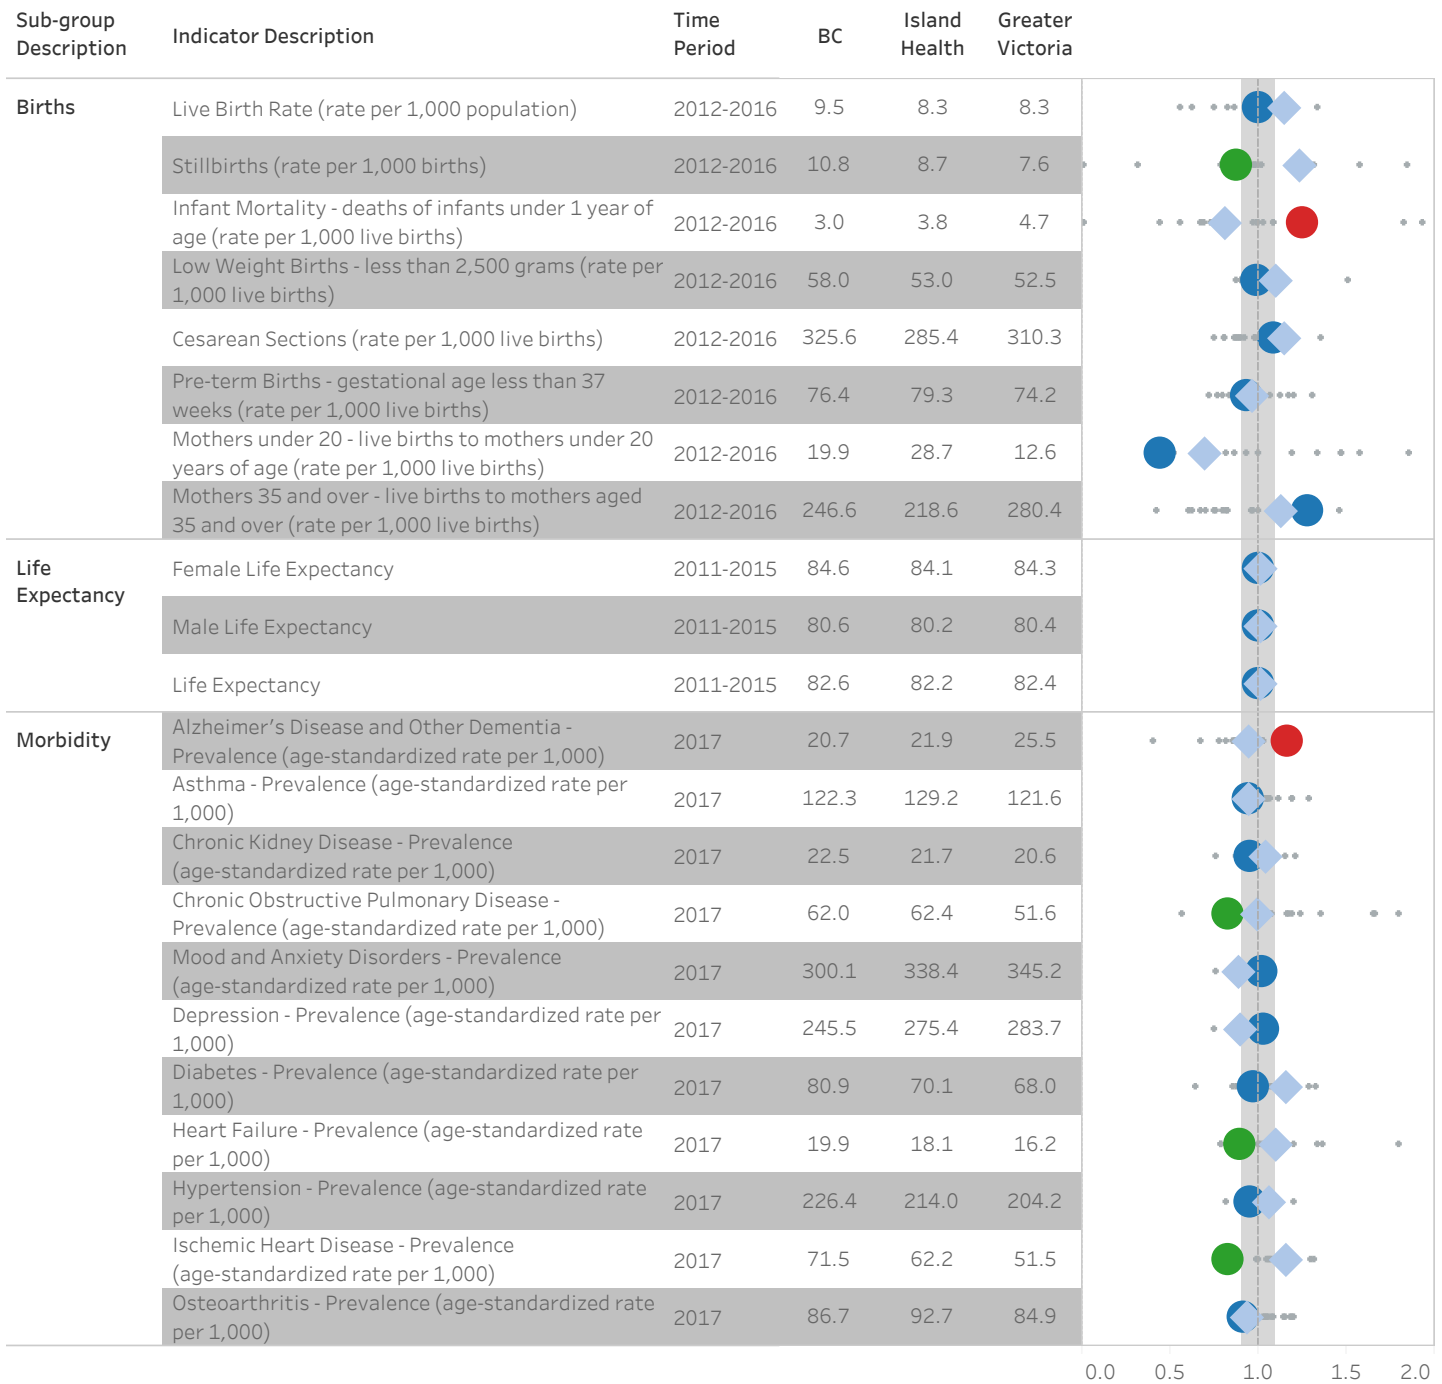 Sub-group Description Indicator Description Time Period BC Island Health Greater Victoria
Births Live Birth Rate (rate per 1,000 population) 2012-2016 9.5 8.3 8.3
Stillbirths (rate per 1,000 births) 2012-2016 10.8 8.7 7.6
Infant Mortality - deaths of infants under 1 year of
age (rate per 1,000 live births) 2012-2016 3.0 3.8 4.7
Low Weight Births - less than 2,500 grams (rate per
1,000 live births) 2012-2016 58.0 53.0 52.5
Cesarean Sections (rate per 1,000 live births) 2012-2016 325.6 285.4 310.3
Pre-term Births - gestational age less than 37
weeks (rate per 1,000 live births) 2012-2016 76.4 79.3 74.2
Mothers under 20 - live births to mothers under 20
years of age (rate per 1,000 live births) 2012-2016 19.9 28.7 12.6
Mothers 35 and over - live births to mothers aged
35 and over (rate per 1,000 live births) 2012-2016 246.6 218.6 280.4
Life Expectancy Female Life Expectancy 2011-2015 84.6 84.1 84.3
Male Life Expectancy 2011-2015 80.6 80.2 80.4
Life Expectancy 2011-2015 82.6 82.2 82.4
Morbidity Alzheimer's Disease and Other Dementia -
Prevalence (age-standardized rate per 1,000) 2017 20.7 21.9 25.5
Asthma - Prevalence (age-standardized rate per
1,000) 2017 122.3 129.2 121.6
Chronic Kidney Disease - Prevalence
(age-standardized rate per 1,000) 2017 22.5 21.7 20.6
Chronic Obstructive Pulmonary Disease -
Prevalence (age-standardized rate per 1,000) 2017 62.0 62.4 51.6
Mood and Anxiety Disorders - Prevalence
(age-standardized rate per 1,000) 2017 300.1 338.4 345.2
Depression - Prevalence (age-standardized rate per
1,000) 2017 245.5 275.4 283.7
Diabetes - Prevalence (age-standardized rate per
1,000) 2017 80.9 70.1 68.0
Heart Failure - Prevalence (age-standardized rate
per 1,000) 2017 19.9 18.1 16.2
Hypertension - Prevalence (age-standardized rate
per 1,000) 2017 226.4 214.0 204.2
Ischemic Heart Disease - Prevalence
(age-standardized rate per 1,000) 2017 71.5 62.2 51.5
Osteoarthritis - Prevalence (age-standardized rate
per 1,000) 2017 86.7 92.7 84.9
0.0 0.5 1.0 1.5 2.0